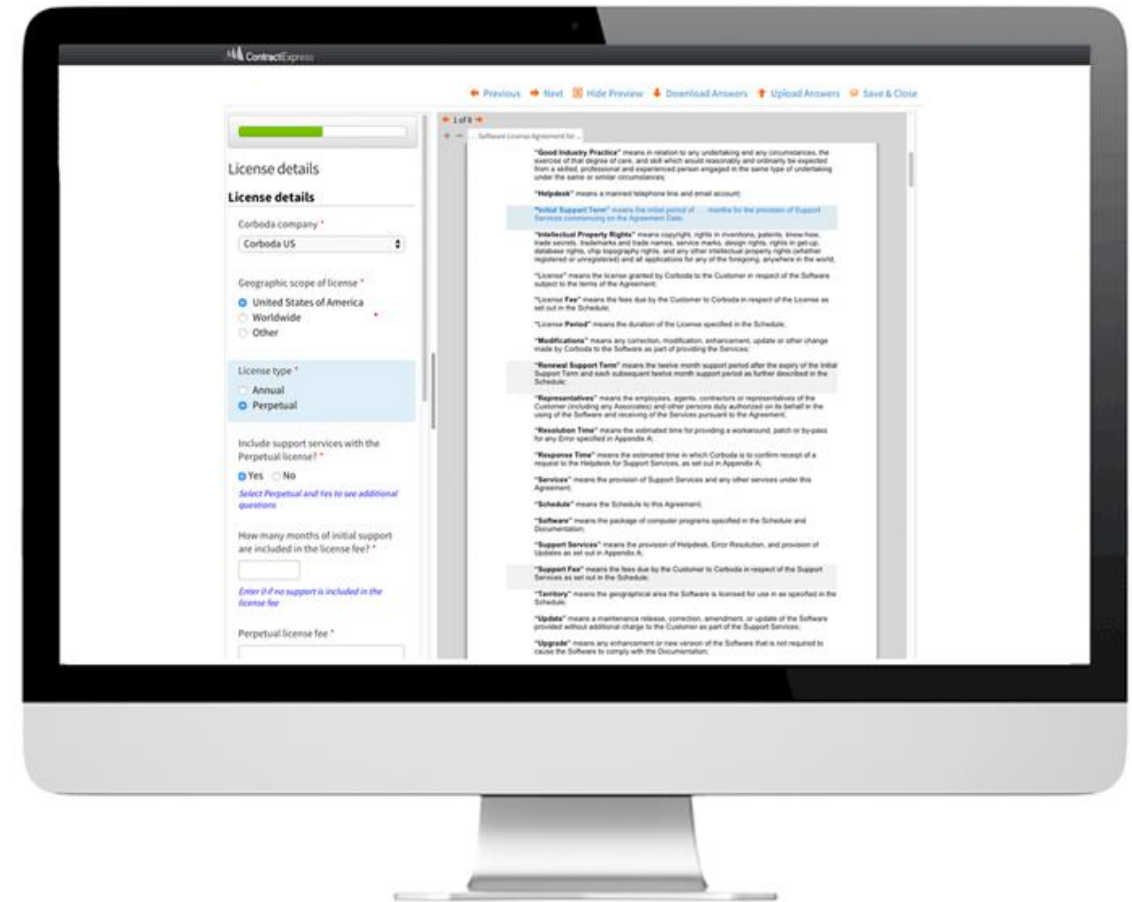 ContractExpress
Previous Next Hide Preview Download Answers Upload Answers Save & Close
License details
License details
Corboda company *
Corboda US
Geographic scope of license *
United States of America
Worldwide *
Other
License type *
Annual
Perpetual
Include support services with the
Perpetual license? *
Yes No
Select Perpetual and Yes to see additional
questions
How many months of initial support
are included in the license fee? *
Enter 0 if no support is included in the
license fee
Perpetual license fee *
1 of 8
+ − Software License Agreement for ...
"Good Industry Practice" means in relation to any undertaking and any circumstances, the
exercise of that degree of care, and skill which would reasonably and ordinarily be expected
from a skilled, professional and experienced person engaged in the same type of undertaking
under the same or similar circumstances;
"Helpdesk" means a manned telephone line and email account;
"Initial Support Term" means the initial period of ... months for the provision of Support
Services commencing on the Agreement Date;
"Intellectual Property Rights" means copyright, rights in inventions, patents, know-how,
trade secrets, trademarks and trade names, service marks, design rights, rights in get-up,
database rights, chip topography rights, and any other intellectual property rights (whether
registered or unregistered) and all applications for any of the foregoing, anywhere in the world;
"License" means the license granted by Corboda to the Customer in respect of the Software
subject to the terms of the Agreement;
"License Fee" means the fees due by the Customer to Corboda in respect of the License as
set out in the Schedule;
"License Period" means the duration of the License specified in the Schedule;
"Modifications" means any correction, modification, enhancement, update or other change
made by Corboda to the Software as part of providing the Services;
"Renewal Support Term" means the twelve month support period after the expiry of the Initial
Support Term and each subsequent twelve month support period as further described in the
Schedule;
"Representatives" means the employees, agents, contractors or representatives of the
Customer (including any Associates) and other persons duly authorized on its behalf in the
using of the Software and receiving of the Services pursuant to the Agreement;
"Resolution Time" means the estimated time for providing a workaround, patch or by-pass
for any Error specified in Appendix A;
"Response Time" means the estimated time in which Corboda is to confirm receipt of a
request to the Helpdesk for Support Services, as set out in Appendix A;
"Services" means the provision of Support Services and any other services under this
Agreement;
"Schedule" means the Schedule to this Agreement;
"Software" means the package of computer programs specified in the Schedule and
Documentation;
"Support Services" means the provision of Helpdesk, Error Resolution, and provision of
Updates as set out in Appendix A;
"Support Fee" means the fees due by the Customer to Corboda in respect of the Support
Services as set out in the Schedule;
"Territory" means the geographical area the Software is licensed for use in as specified in the
Schedule;
"Update" means a maintenance release, correction, amendment, or update of the Software
provided without additional charge to the Customer as part of the Support Services;
"Upgrade" means any enhancement or new version of the Software that is not required to
cause the Software to comply with the Documentation;